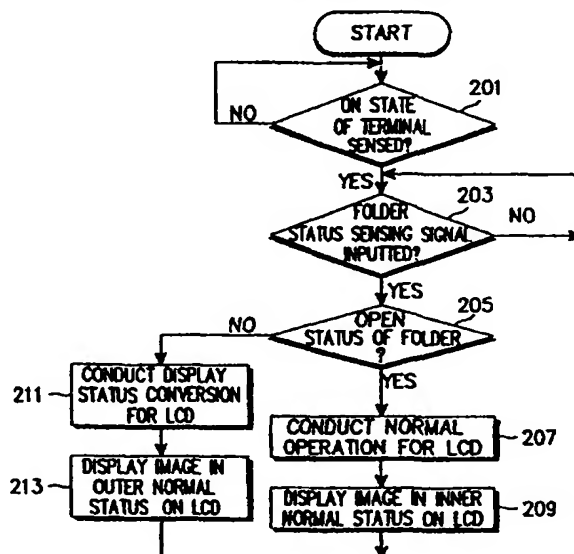 START
201
NO
ON STATE
OF TERMINAL
SENSED?
YES
203
FOLDER
STATUS SENSING SIGNAL
INPUTTED?
NO
YES
205
NO
OPEN
STATUS OF FOLDER
?
YES
211
CONDUCT DISPLAY
STATUS CONVERSION
FOR LCD
CONDUCT NORMAL
OPERATION FOR LCD
207
213
DISPLAY IMAGE IN
OUTER NORMAL
STATUS ON LCD
DISPLAY IMAGE IN INNER
NORMAL STATUS ON LCD
209